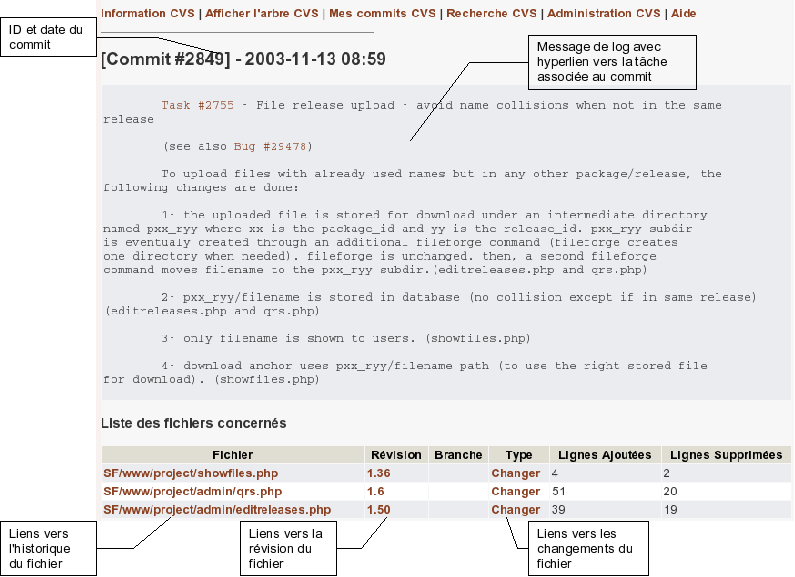 Information CVS | Afficher l'arbre CVS | Mes commits CVS | Recherche CVS | Administration CVS | Aide
ID et date du
commit
[Commit #2849] - 2003-11-13 08:59
Message de log avec
hyperlien vers la tâche
associée au commit
Task #2755 - File release upload - avoid name collisions when not in the same
release
(see also Bug #29478)
To upload files with already used names but in any other package/release, the
following changes are done:
1- the uploaded file is stored for download under an intermediate directory
named pxx_ryy where xx is the package_id and yy is the release_id. pxx_ryy subdir
is eventualy created through an additional fileforge command (fileforge creates
one directory when needed). fileforge is unchanged. then, a second fileforge
command moves filename to the pxx_ryy subdir.(editreleases.php and qrs.php)
2- pxx_ryy/filename is stored in database (no collision except if in same release)
(editreleases.php and qrs.php)
3- only filename is shown to users. (showfiles.php)
4- download anchor uses pxx_ryy/filename path (to use the right stored file
for download). (showfiles.php)
Liste des fichiers concernés
Fichier Révision Branche Type Lignes Ajoutées Lignes Supprimées
SF/www/project/showfiles.php 1.36 Changer 4 2
SF/www/project/admin/qrs.php 1.6 Changer 51 20
SF/www/project/admin/editreleases.php 1.50 Changer 39 19
Liens vers
l'historique
du fichier
Liens vers la
révision du
fichier
Liens vers les
changements du
fichier